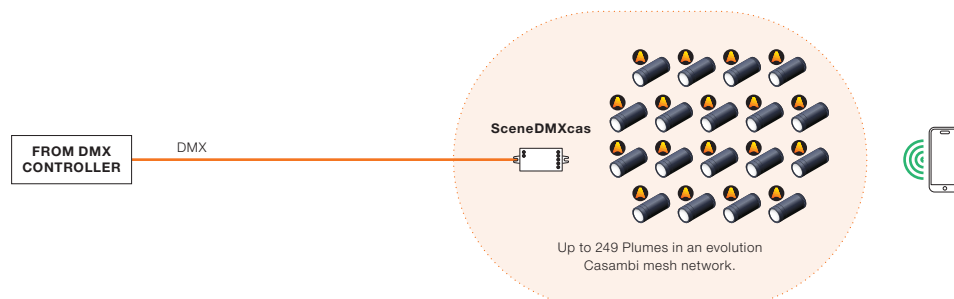 SceneDMXcas
FROM DMX
CONTROLLER
DMX
Up to 249 Plumes in an evolution
Casambi mesh network.